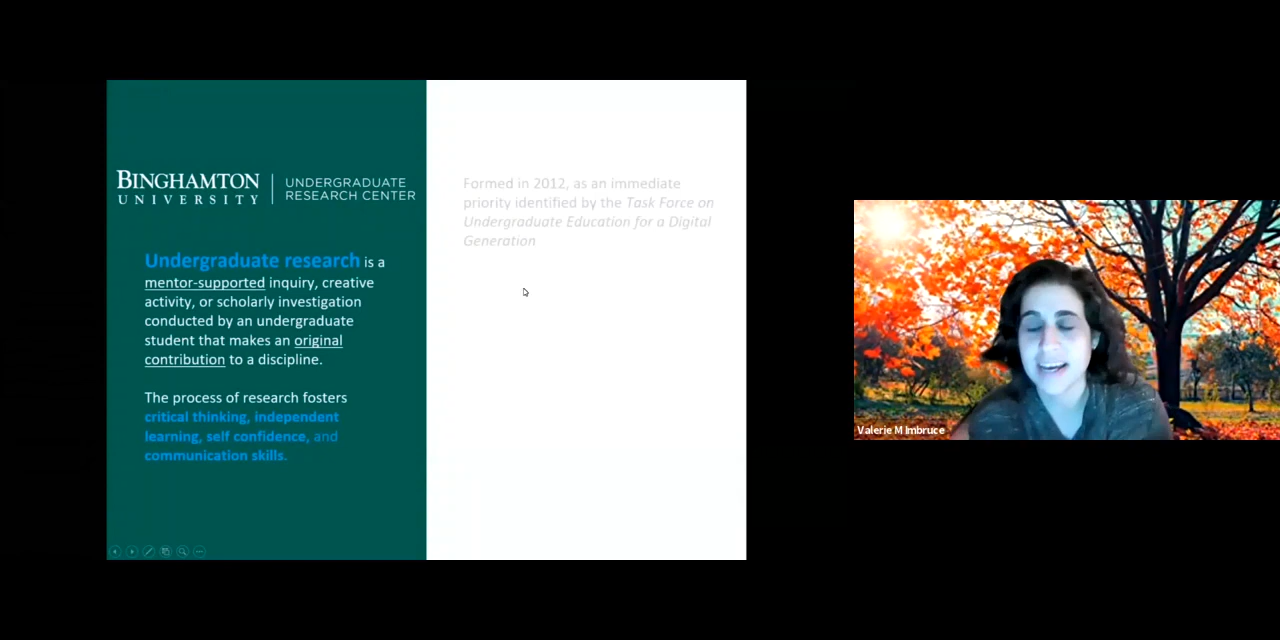 BINGHAMTON
UNIVERSITY
UNDERGRADUATE
RESEARCH CENTER
Undergraduate research is a
mentor-supported inquiry, creative
activity, or scholarly investigation
conducted by an undergraduate
student that makes an original
contribution to a discipline.
The process of research fosters
critical thinking, independent
learning, self confidence, and
communication skills.
Formed in 2012, as an immediate
priority identified by the Task Force on
Undergraduate Education for a Digital
Generation
Valerie M Imbruce